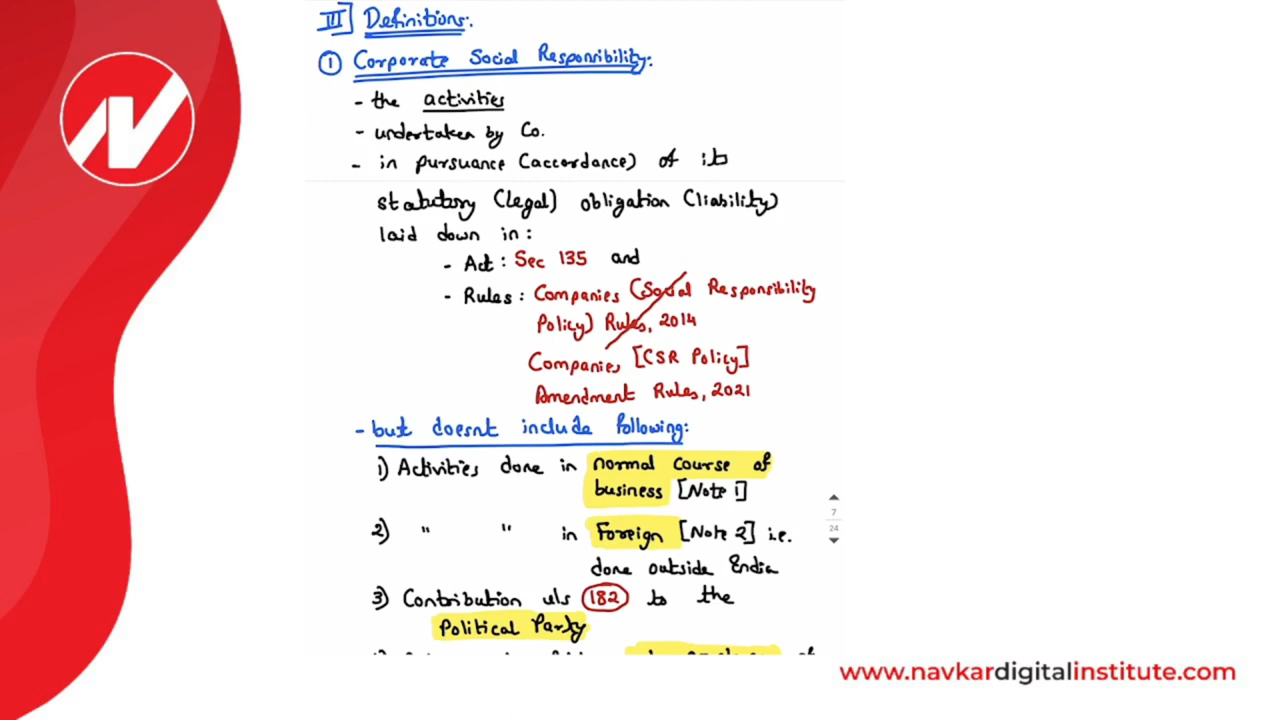 III] Definitions:
① Corporate Social Responsibility:
- the activities
- undertaken by Co.
- in pursuance (accordance) of its
statutory (legal) obligation (liability)
laid down in:
- Act : Sec 135 and
- Rules : Companies (Social Responsibility
Policy) Rules, 2014
Companies [CSR Policy]
Amendment Rules, 2021
- but doesnt include following:
1) Activities done in normal course of
business [Note 1]
2) " " in Foreign [Note 2] i.e.
done outside India
3) Contribution u/s 182 to the
Political Party
7
24
www.navkardigitalinstitute.com